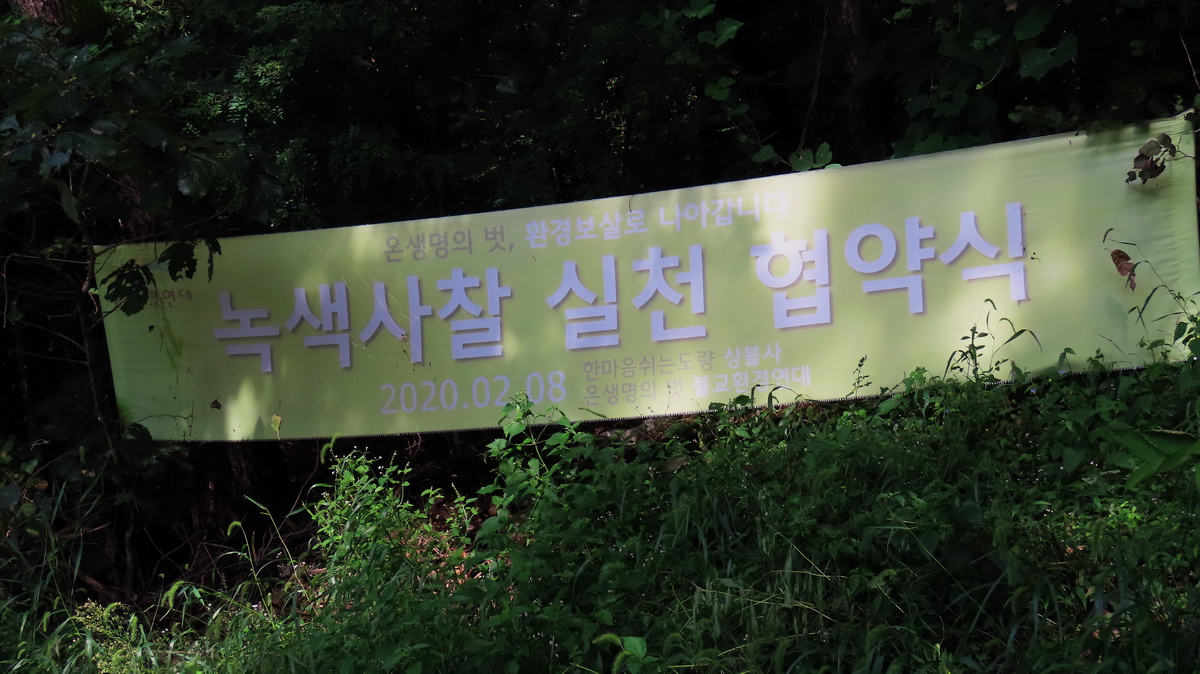 온생명의 벗, 환경보살로 나아갑니다
연대
녹색사찰 실천 협약식
2020.02.08
한마음쉬는도량 상불사
온생명의 벗 불교환경연대